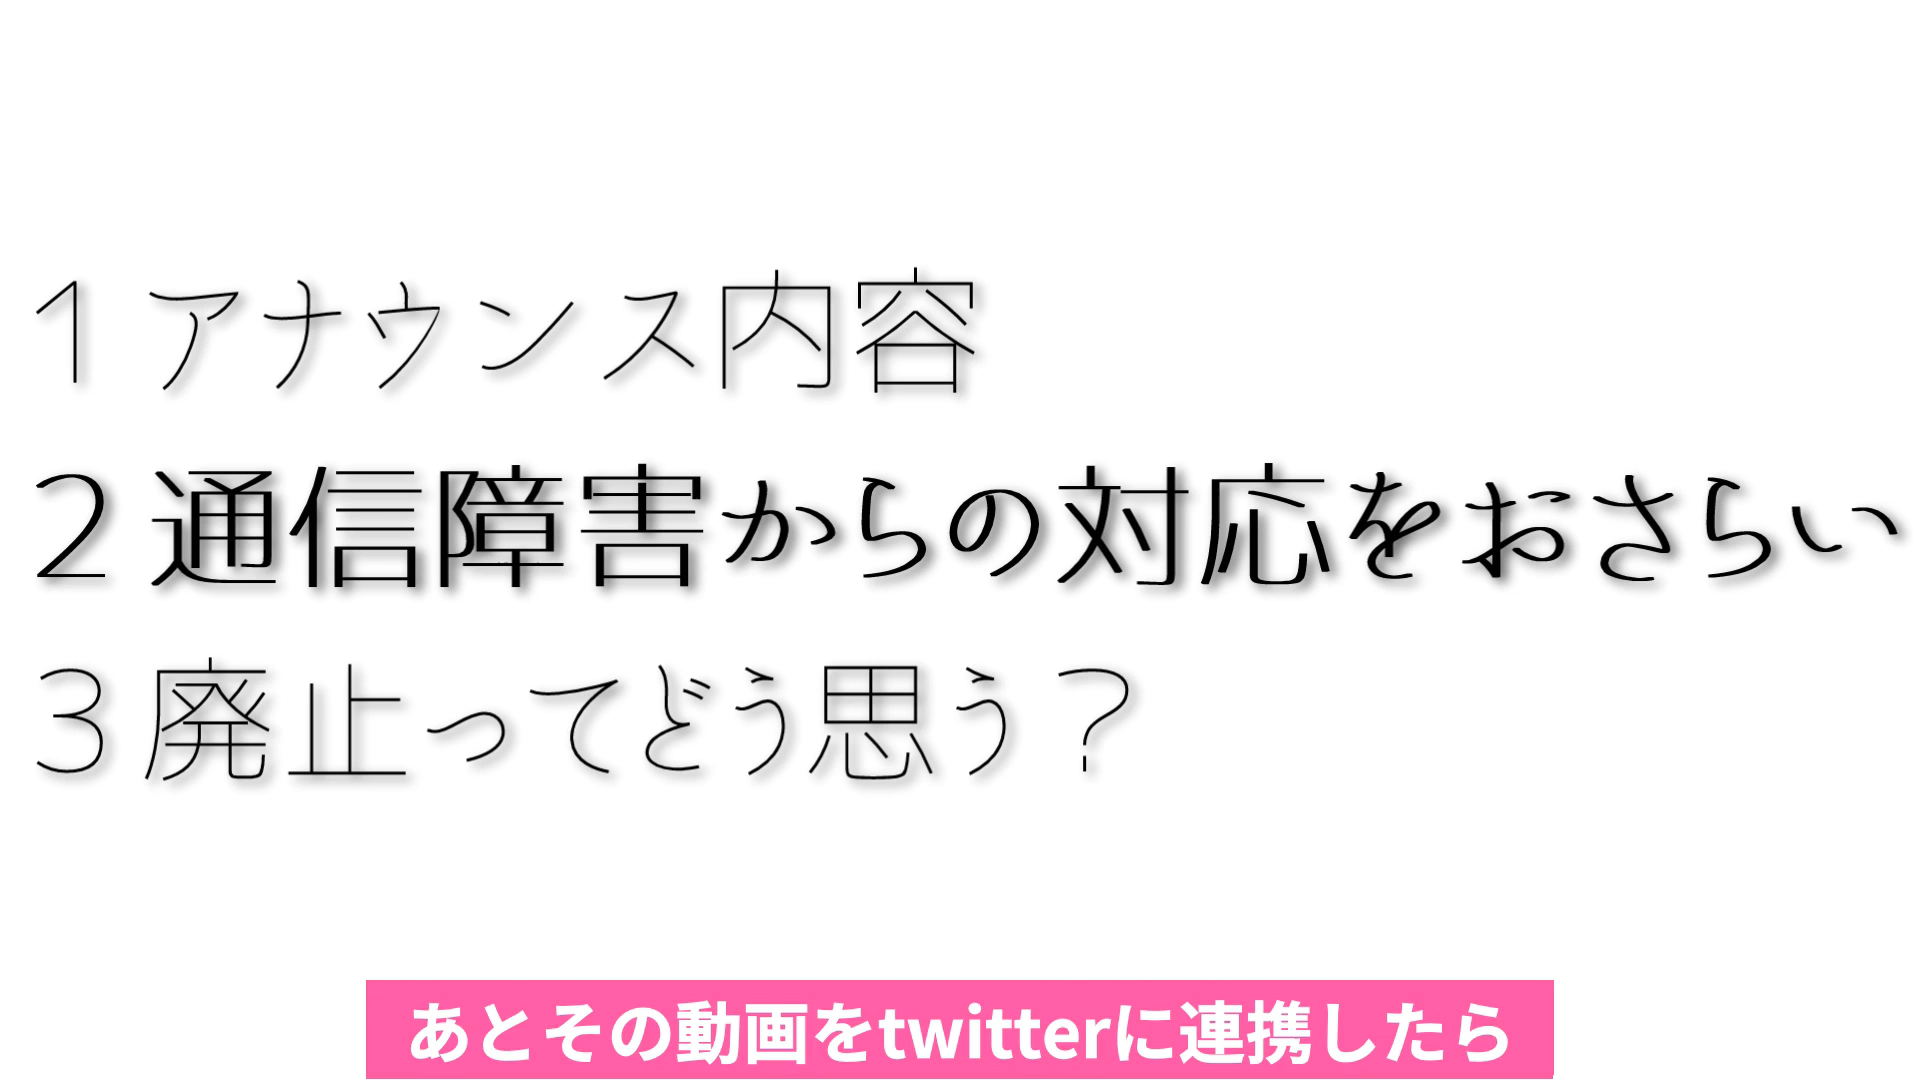 １アナウンス内容
２通信障害からの対応をおさらい
３廃止ってどう思う？
あとその動画をtwitterに連携したら